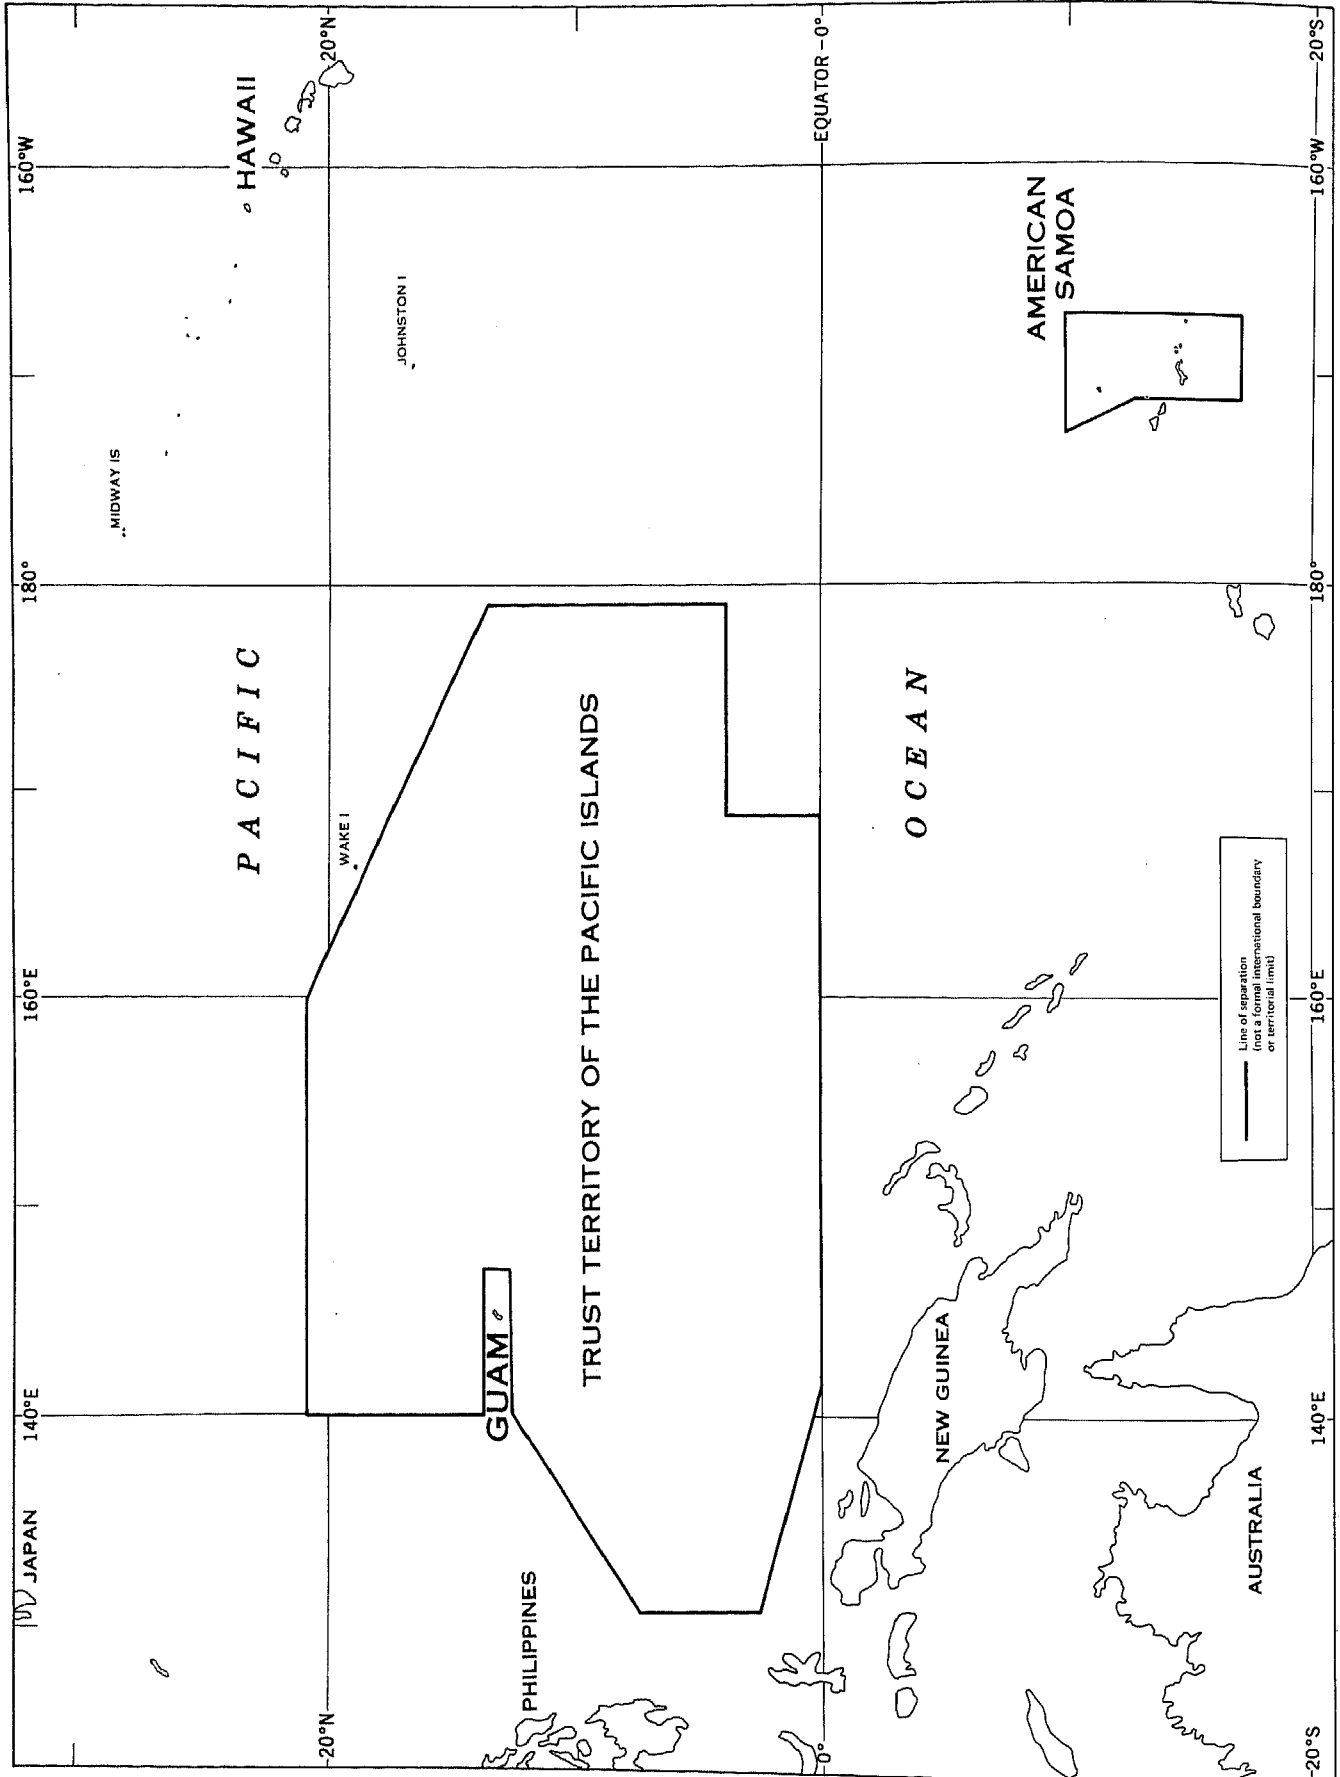 JAPAN
140°E
160°E
180°
160°W
MIDWAY IS
HAWAII
PACIFIC
20°N
20°N
WAKE I
JOHNSTON I
GUAM
PHILIPPINES
TRUST TERRITORY OF THE PACIFIC ISLANDS
0°
EQUATOR-0°
OCEAN
NEW GUINEA
AMERICAN
SAMOA
AUSTRALIA
Line of separation
(not a formal international boundary
or territorial limit)
20°S
140°E
160°E
180°
160°W
20°S